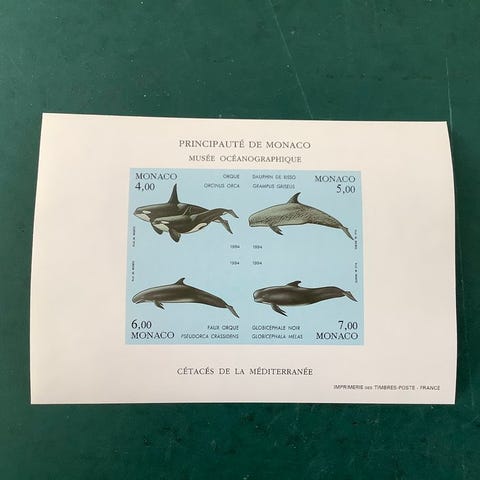 PRINCIPAUTÉ DE MONACO
MUSÉE OCÉANOGRAPHIQUE
MONACO
4,00
ORQUE
ORCINUS ORCA
DAUPHIN DE RISSO
GRAMPUS GRISEUS
MONACO
5,00
1994
1994
1994
1994
6,00
MONACO
FAUX ORQUE
PSEUDORCA CRASSIDENS
GLOBICÉPHALE NOIR
GLOBICEPHALA MELAS
7,00
MONACO
CÉTACÉS DE LA MÉDITERRANÉE
IMPRIMERIE DES TIMBRES-POSTE - FRANCE